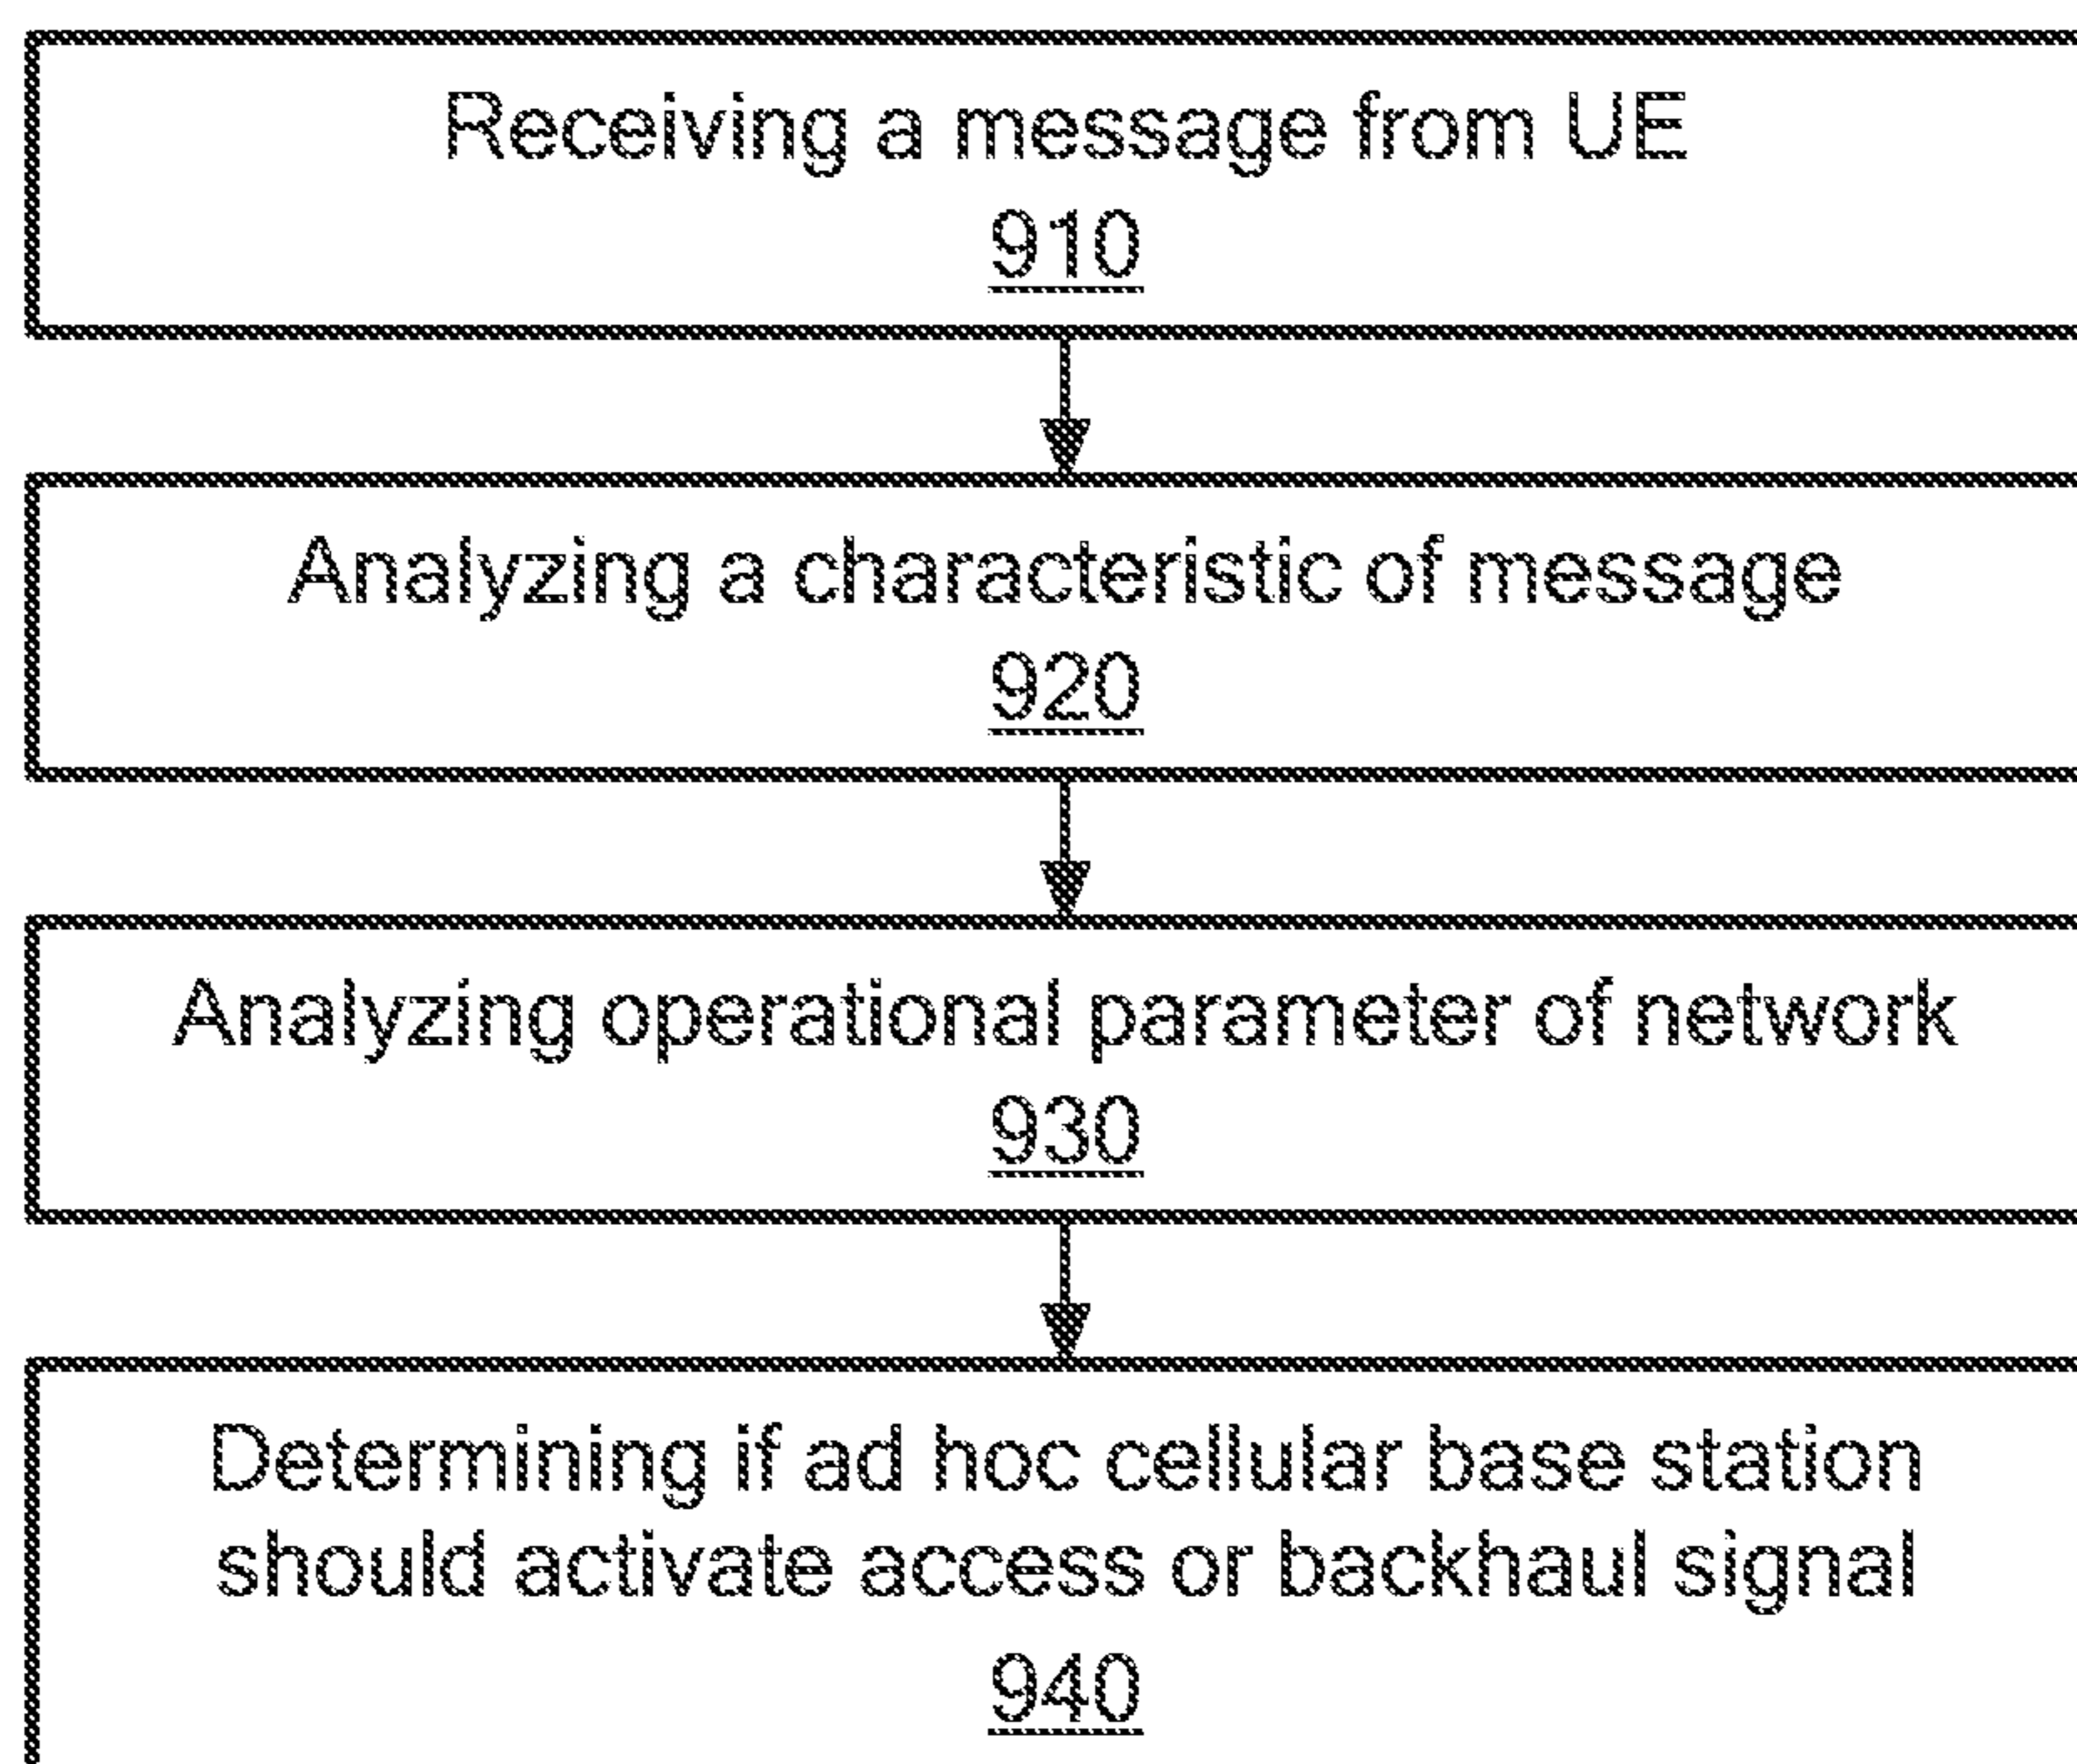 Receiving a message from UE
910
Analyzing a characteristic of message
920
Analyzing operational parameter of network
930
Determining if ad hoc cellular base station
should activate access or backhaul signal
940